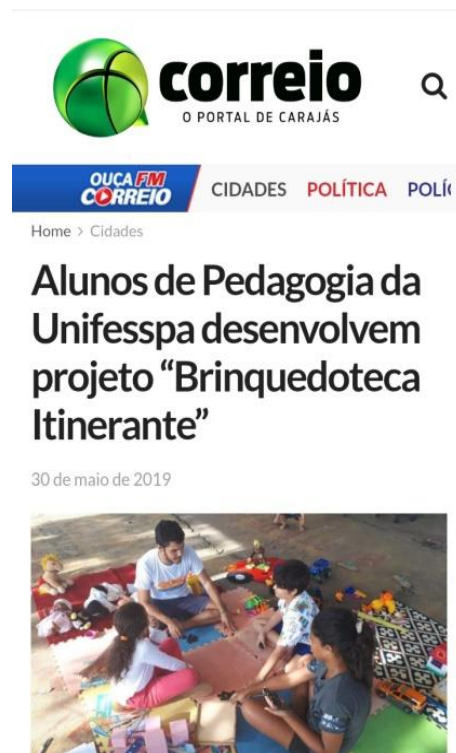 correio
O PORTAL DE CARAJÁS
OUÇA FM
CORREIO
CIDADES POLÍTICA
Home > Cidades
Alunos de Pedagogia da
Unifesspa desenvolvem
projeto “Brinquedoteca
Itinerante”
30 de maio de 2019